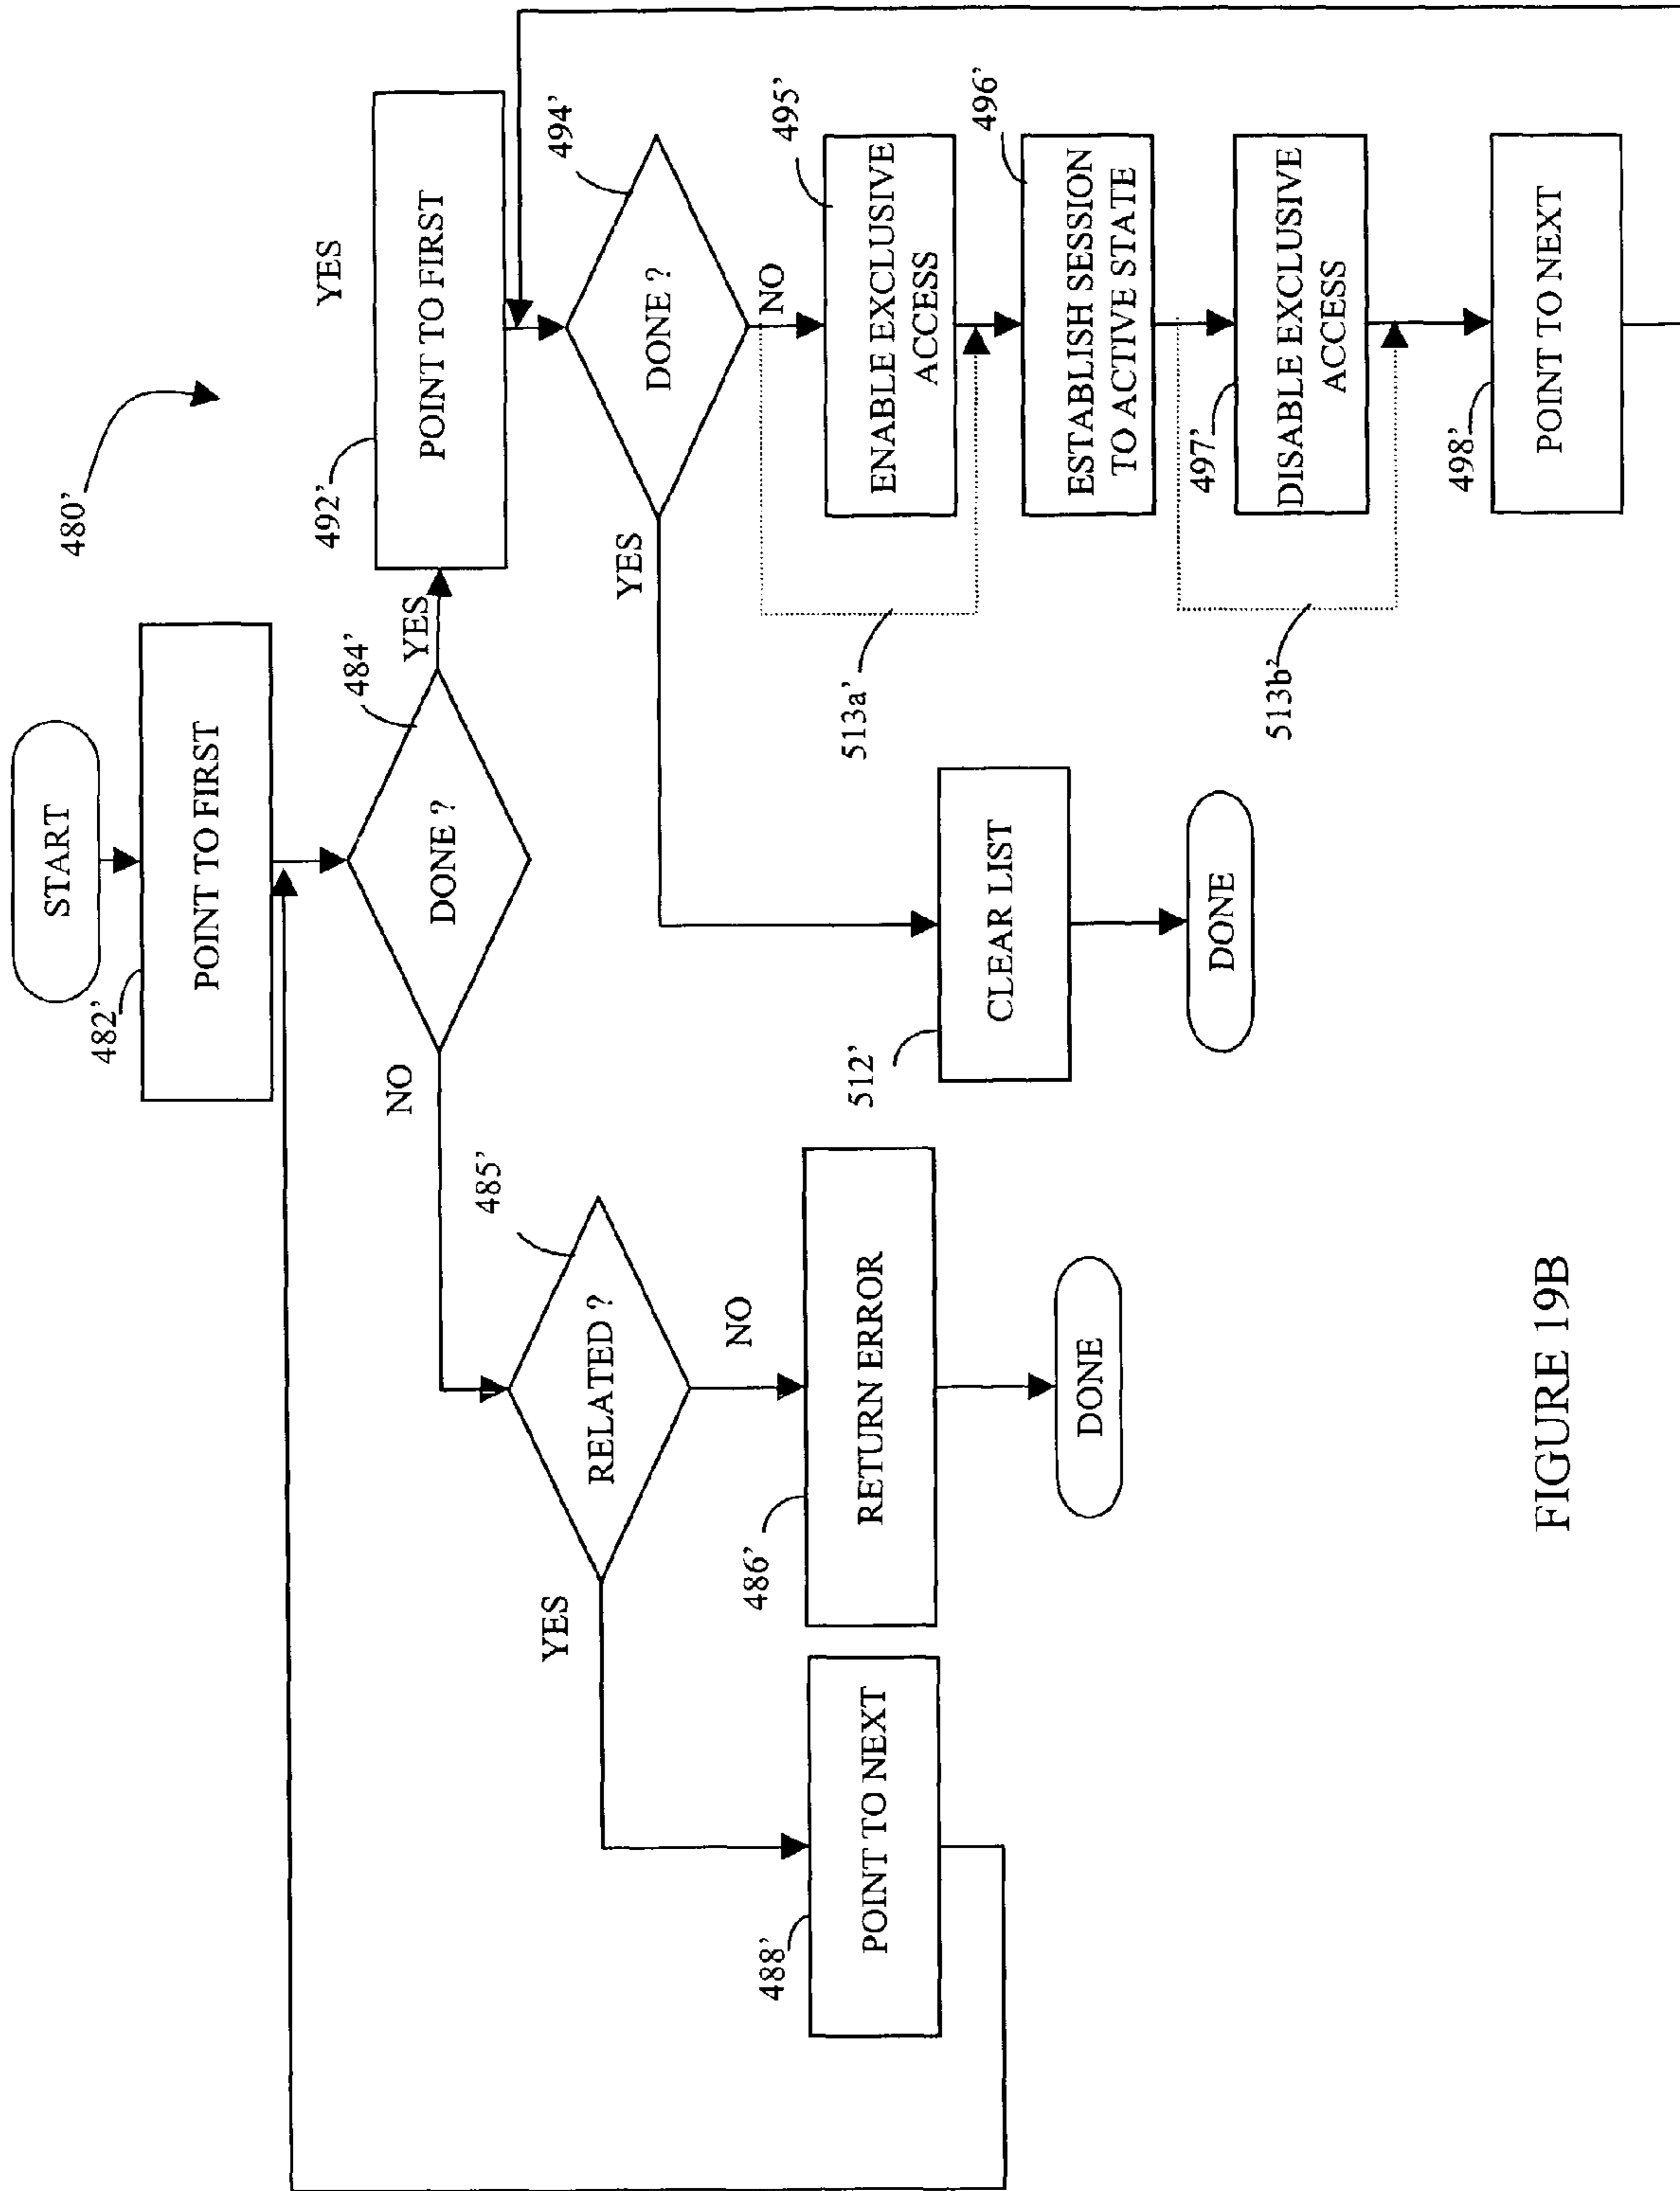 480'
START
482'
POINT TO FIRST
484'
DONE ?
YES
NO
YES
492'
POINT TO FIRST
494'
DONE ?
NO
YES
495'
ENABLE EXCLUSIVE
ACCESS
513a'
496'
ESTABLISH SESSION
TO ACTIVE STATE
497'
DISABLE EXCLUSIVE
ACCESS
513b'
498'
POINT TO NEXT
485'
RELATED ?
YES
NO
486'
RETURN ERROR
DONE
488'
POINT TO NEXT
512'
CLEAR LIST
DONE
FIGURE 19B